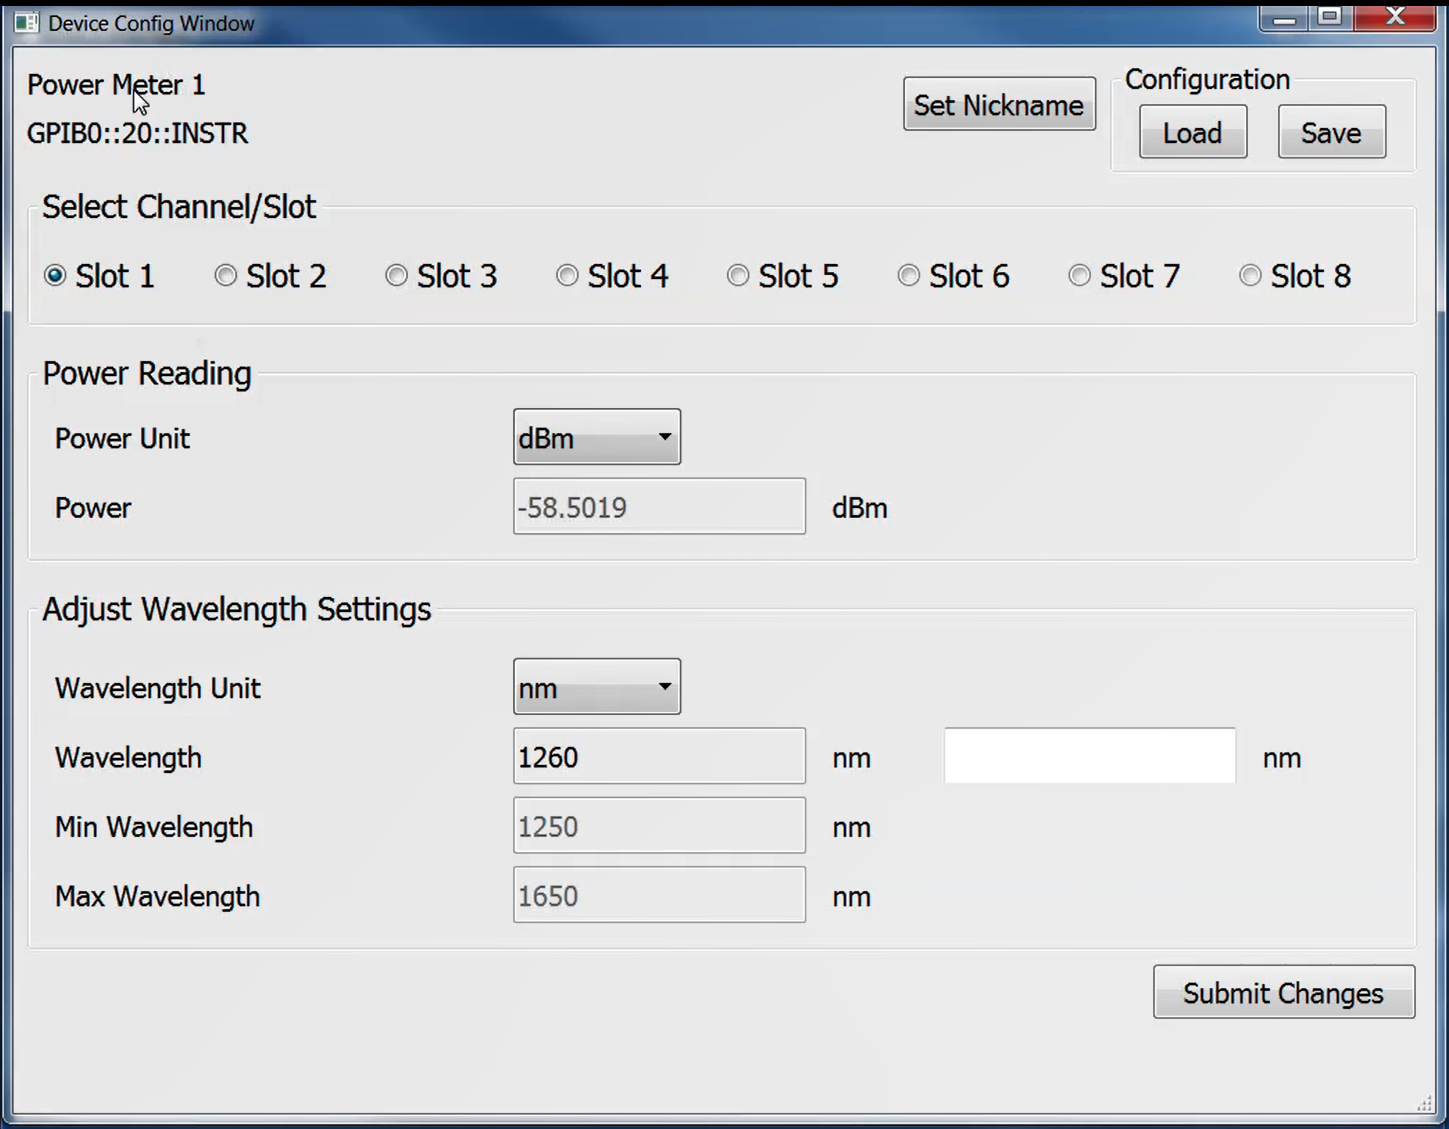 Device Config Window
Power Meter 1
GPIB0::20::INSTR
Set Nickname
Configuration
Load Save
Select Channel/Slot
Slot 1 Slot 2 Slot 3 Slot 4 Slot 5 Slot 6 Slot 7 Slot 8
Power Reading
Power Unit dBm
Power -58.5019 dBm
Adjust Wavelength Settings
Wavelength Unit nm
Wavelength 1260 nm nm
Min Wavelength 1250 nm
Max Wavelength 1650 nm
Submit Changes